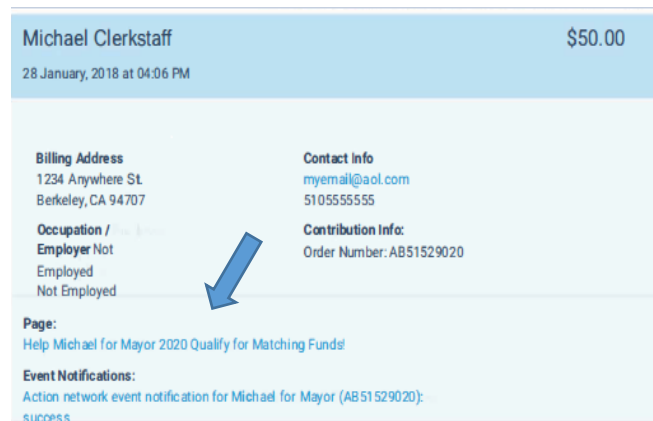 Michael Clerkstaff $50.00
28 January, 2018 at 04:06 PM
Billing Address
1234 Anywhere St.
Berkeley, CA 94707
Contact Info
myemail@aol.com
5105555555
Occupation /
Employer Not
Employed
Not Employed
Contribution Info:
Order Number: AB51529020
Page:
Help Michael for Mayor 2020 Qualify for Matching Funds!
Event Notifications:
Action network event notification for Michael for Mayor (AB51529020):
success